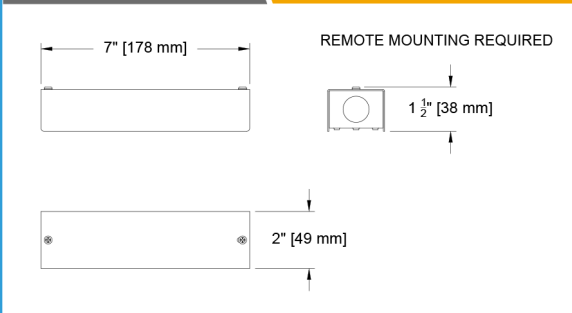 7" [178 mm]
REMOTE MOUNTING REQUIRED
1 1/2" [38 mm]
2" [49 mm]